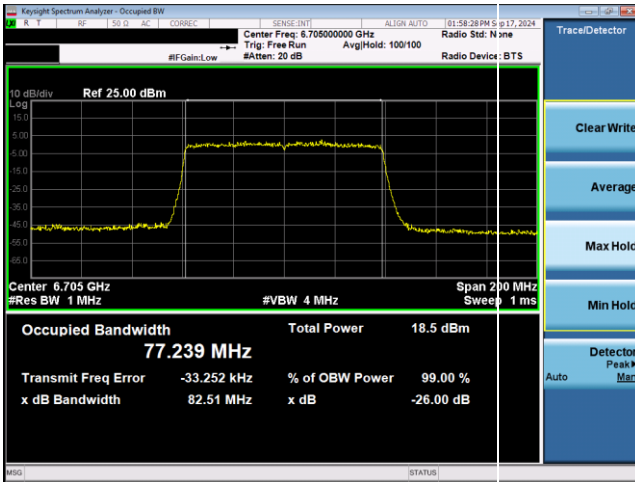 Keysight Spectrum Analyzer - Occupied BW
R T RF 50 Ω AC CORREC SENSE:INT ALIGN AUTO 01:58:28 PM Sep 17, 2024
Center Freq: 6.705000000 GHz Radio Std: None
Trig: Free Run Avg|Hold: 100/100
#IFGain:Low #Atten: 20 dB Radio Device: BTS
Trace/Detector
10 dB/div Ref 25.00 dBm
Log
15.0
5.00
-5.00
-15.0
-25.0
-35.0
-45.0
-55.0
-65.0
Center 6.705 GHz Span 200 MHz
#Res BW 1 MHz #VBW 4 MHz Sweep 1 ms
Occupied Bandwidth Total Power 18.5 dBm
77.239 MHz
Transmit Freq Error -33.252 kHz % of OBW Power 99.00 %
x dB Bandwidth 82.51 MHz x dB -26.00 dB
Clear Write
Average
Max Hold
Min Hold
Detector
Peak
Auto Man
MSG STATUS